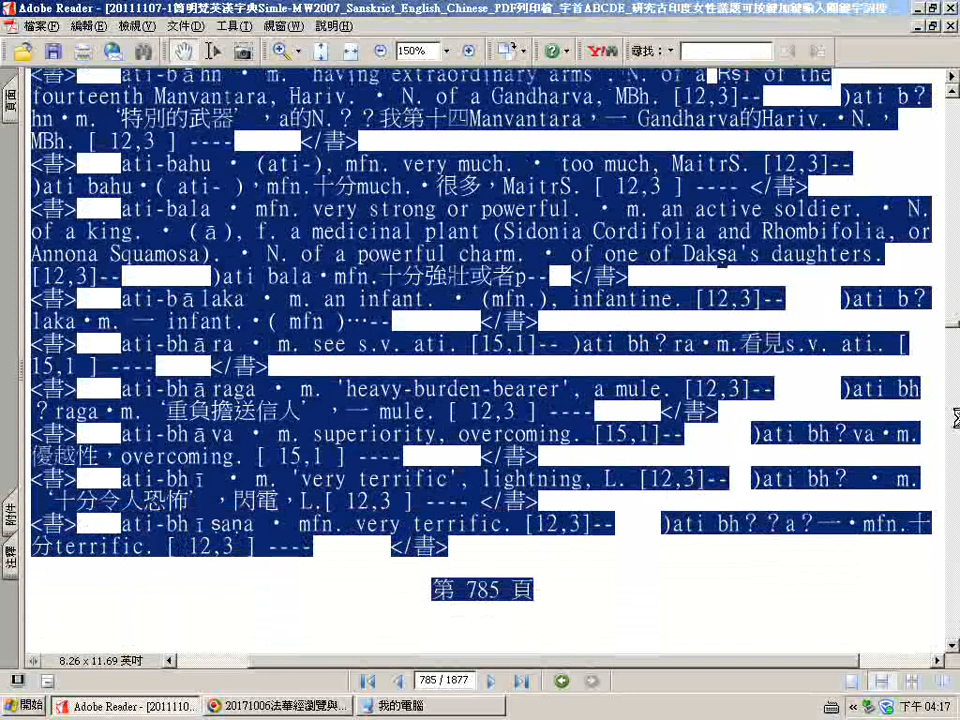 Adobe Reader - [20111107-1簡明梵英漢字典Simle-MW2007_Sanskrict_English_Chinese_PDF列印檔_字首ABCDE_研究古印度女性議題可按鍵加鍵輸入關鍵字詞搜
檔案(F) 編輯(E) 檢視(V) 文件(D) 工具(T) 視窗(W) 說明(H)
150% Y! 尋找：
頁面
<書> ati-bāhn • m. 'having extraordinary arms'. N. of a Ṛṣi of the
fourteenth Manvantara, Hariv. • N. of a Gandharva, MBh. [12,3]-- )ati b?
hn•m.‘特別的武器’，a的N.??我第十四Manvantara，一 Gandharva的Hariv.•N.，
MBh. [ 12,3 ] ---- </書>
<書> ati-bahu • (ati-), mfn. very much. • too much, MaitrS. [12,3]--
)ati bahu•( ati- )，mfn.十分much.•很多，MaitrS. [ 12,3 ] ---- </書>
<書> ati-bala • mfn. very strong or powerful. • m. an active soldier. • N.
of a king. • (ā), f. a medicinal plant (Sidonia Cordifolia and Rhombifolia, or
Annona Squamosa). • N. of a powerful charm. • of one of Dakṣa's daughters.
[12,3]-- )ati bala•mfn.十分強壯或者p-- </書>
<書> ati-bālaka • m. an infant. • (mfn.), infantine. [12,3]-- )ati b?
laka•m. 一 infant.•( mfn )…-- </書>
<書> ati-bhāra • m. see s.v. ati. [15,1]-- )ati bh?ra•m.看見s.v. ati. [
15,1 ] ---- </書>
<書> ati-bhāraga • m. 'heavy-burden-bearer', a mule. [12,3]-- )ati bh
?raga•m.‘重負擔送信人’，一 mule. [ 12,3 ] ---- </書>
<書> ati-bhāva • m. superiority, overcoming. [15,1]-- )ati bh?va•m.
優越性，overcoming. [ 15,1 ] ---- </書>
<書> ati-bhī • m. 'very terrific', lightning, L. [12,3]-- )ati bh? • m.
‘十分令人恐怖’，閃電，L.[ 12,3 ] ---- </書>
<書> ati-bhīṣaṇa • mfn. very terrific. [12,3]-- )ati bh??a?一•mfn.十
分terrific. [ 12,3 ] ---- </書>
第 785 頁
附件
注釋
8.26 x 11.69 英吋
785 / 1877
開始 Adobe Reader - [2011110... 20171006法華經瀏覽與... 我的電腦 下午 04:17